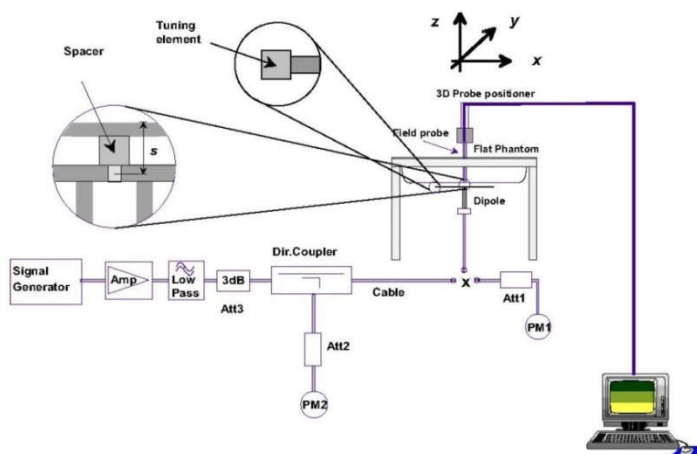 Tuning
element
Spacer
s
z
y
x
3D Probe positioner
Field probe
Flat Phantom
Dipole
Dir.Coupler
Signal
Generator
Amp
Low
Pass
3dB
Att3
Cable
x
Att1
PM1
Att2
PM2